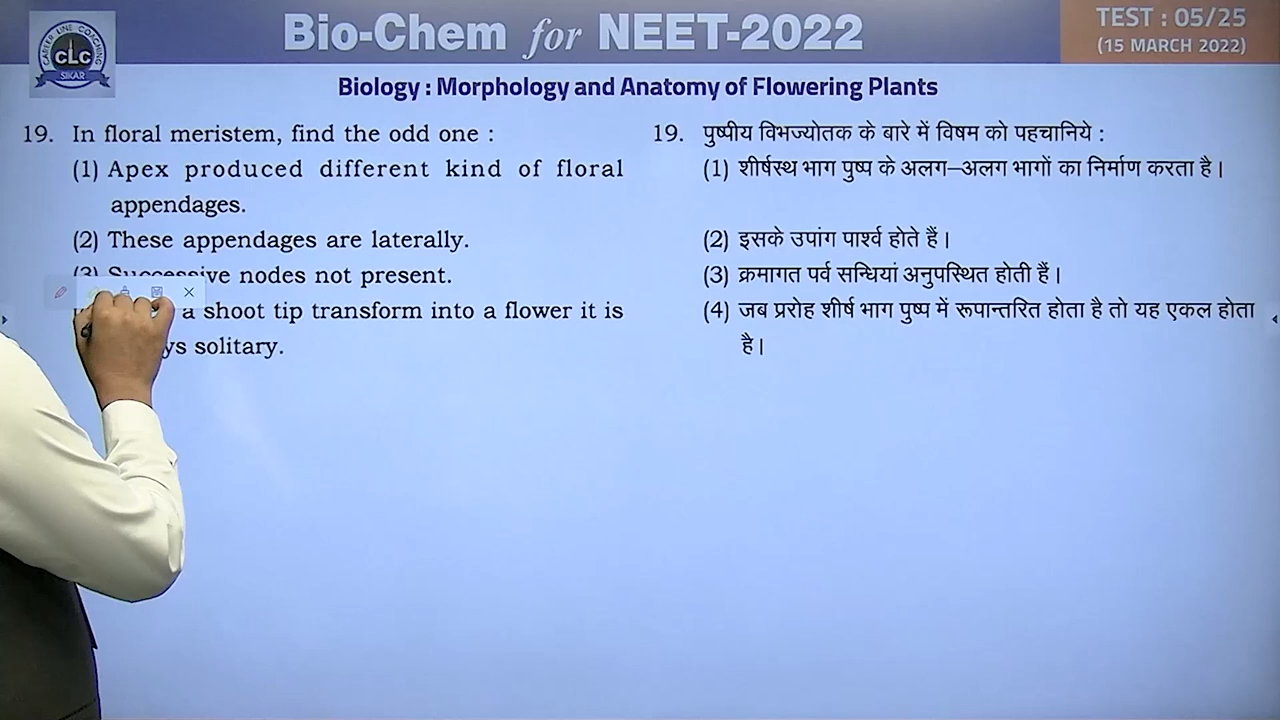 CAREER LINE COACHING
CLC
SIKAR
Bio-Chem for NEET-2022
TEST : 05/25
(15 MARCH 2022)
Biology : Morphology and Anatomy of Flowering Plants
19. In floral meristem, find the odd one :
(1) Apex produced different kind of floral
appendages.
(2) These appendages are laterally.
(3) Successive nodes not present.
a shoot tip transform into a flower it is
solitary.
19. पुष्पीय विभज्योतक के बारे में विषम को पहचानिये :
(1) शीर्षस्थ भाग पुष्प के अलग–अलग भागों का निर्माण करता है।
(2) इसके उपांग पार्श्व होते हैं।
(3) क्रमागत पर्व सन्धियां अनुपस्थित होती हैं।
(4) जब प्ररोह शीर्ष भाग पुष्प में रूपान्तरित होता है तो यह एकल होता
है।